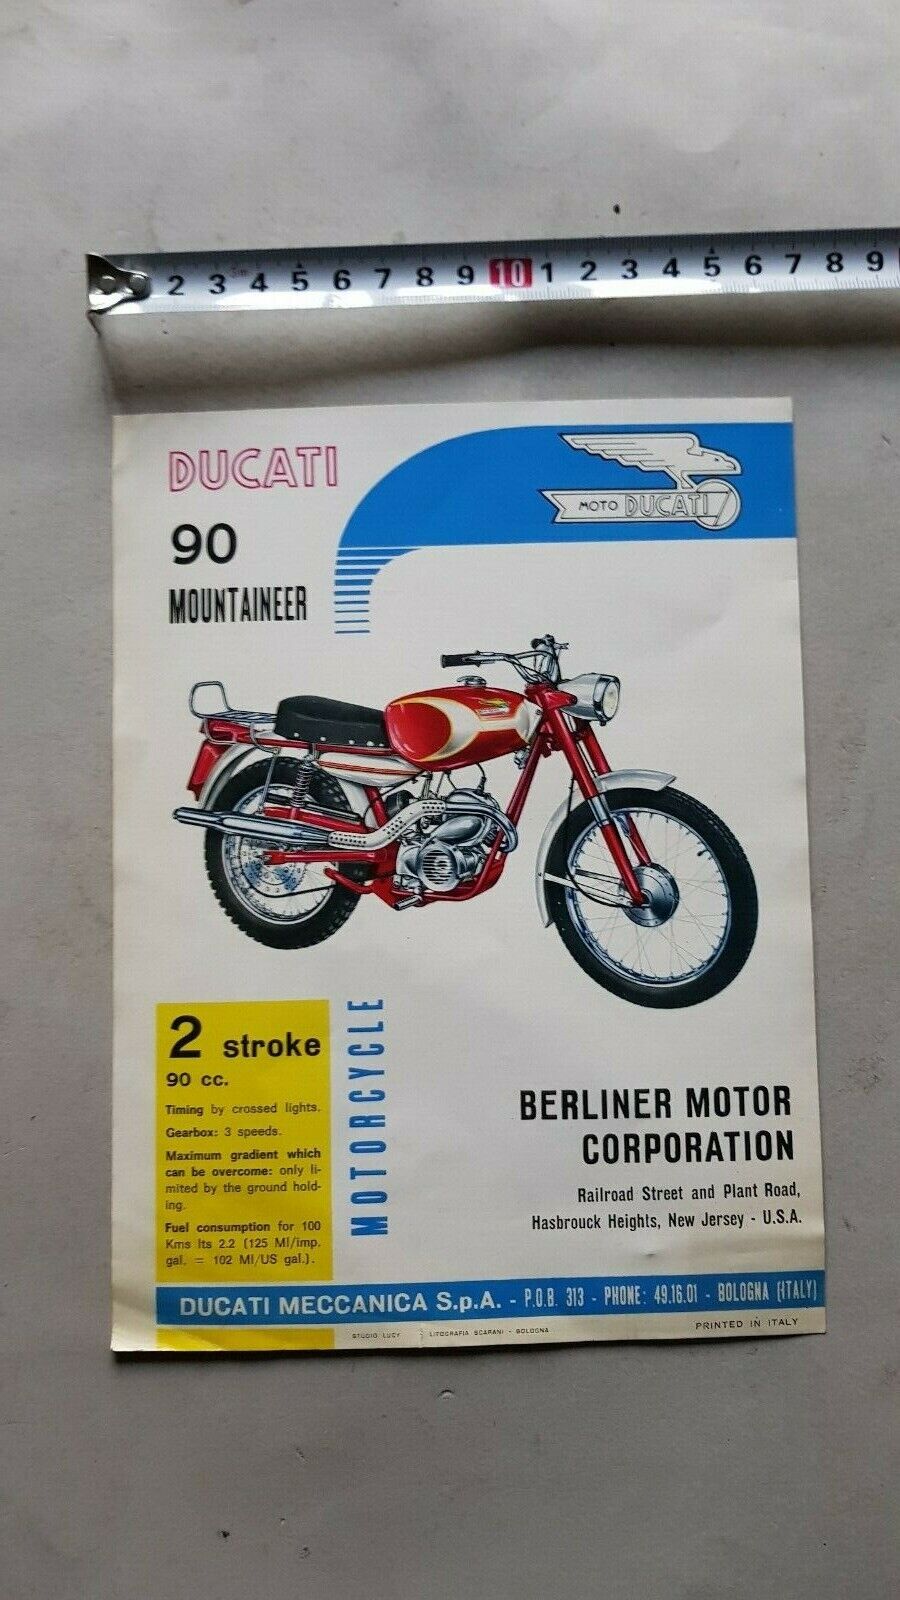 3m
2 3 4 5 6 7 8 9 10 1 2 3 4 5 6 7 8 9
DUCATI
MOTO DUCATI
90
MOUNTAINEER
2 stroke
90 cc.
Timing by crossed lights.
Gearbox: 3 speeds.
Maximum gradient which
can be overcome: only li-
mited by the ground hold-
ing.
Fuel consumption for 100
Kms lts 2.2 (125 Ml/imp.
gal. = 102 Ml/US gal.).
MOTORCYCLE
BERLINER MOTOR
CORPORATION
Railroad Street and Plant Road,
Hasbrouck Heights, New Jersey - U.S.A.
DUCATI MECCANICA S.p.A. - P.O.B. 313 - PHONE: 49.16.01 - BOLOGNA (ITALY)
STUDIO LUCY LITOGRAFIA SCARANI - BOLOGNA
PRINTED IN ITALY